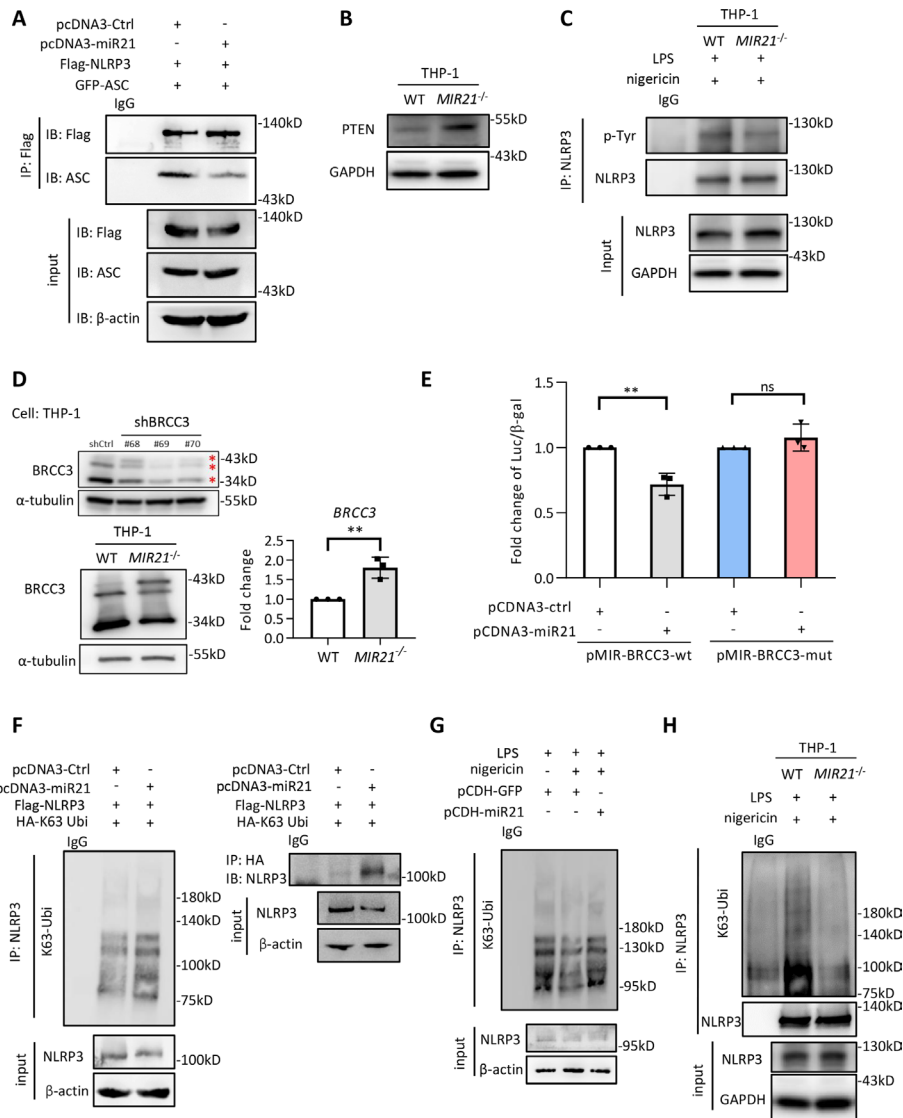 A
pcDNA3-Ctrl + -
pcDNA3-miR21 - +
Flag-NLRP3 + +
GFP-ASC + +
IgG
IP: Flag
IB: Flag -140kD
IB: ASC
-43kD
input
IB: Flag -140kD
IB: ASC
-43kD
IB: β-actin
B
THP-1
WT MIR21-/-
PTEN -55kD
-43kD
GAPDH
C
THP-1
WT MIR21-/-
LPS + +
nigericin + +
IgG
IP: NLRP3
p-Tyr -130kD
NLRP3 -130kD
Input
NLRP3 -130kD
-43kD
GAPDH
D
Cell: THP-1
shBRCC3
shCtrl #68 #69 #70
BRCC3
* -43kD
*
* -34kD
α-tubulin -55kD
THP-1
WT MIR21-/-
BRCC3
-43kD
-34kD
α-tubulin -55kD
BRCC3
**
Fold change
2.5
2.0
1.5
1.0
0.5
0.0
WT MIR21-/-
E
Fold change of Luc/β-gal
1.5
1.0
0.5
0.0
** ns
pCDNA3-ctrl + - + -
pCDNA3-miR21 - + - +
pMIR-BRCC3-wt pMIR-BRCC3-mut
F
pcDNA3-Ctrl + -
pcDNA3-miR21 - +
Flag-NLRP3 + +
HA-K63 Ubi + +
IgG
IP: NLRP3
K63-Ubi
-180kD
-140kD
-100kD
-75kD
input
NLRP3 -100kD
β-actin
pcDNA3-Ctrl + -
pcDNA3-miR21 - +
Flag-NLRP3 + +
HA-K63 Ubi + +
IgG
IP: HA
IB: NLRP3 -100kD
input
NLRP3 -100kD
β-actin
G
LPS + + +
nigericin - + +
pCDH-GFP + + -
pCDH-miR21 - - +
IgG
IP: NLRP3
K63-Ubi
-180kD
-130kD
-95kD
input
NLRP3 -95kD
β-actin
H
THP-1
WT MIR21-/-
LPS + +
nigericin + +
IgG
IP: NLRP3
K63-Ubi
-180kD
-140kD
-100kD
-75kD
-140kD
NLRP3
input
NLRP3 -130kD
-43kD
GAPDH